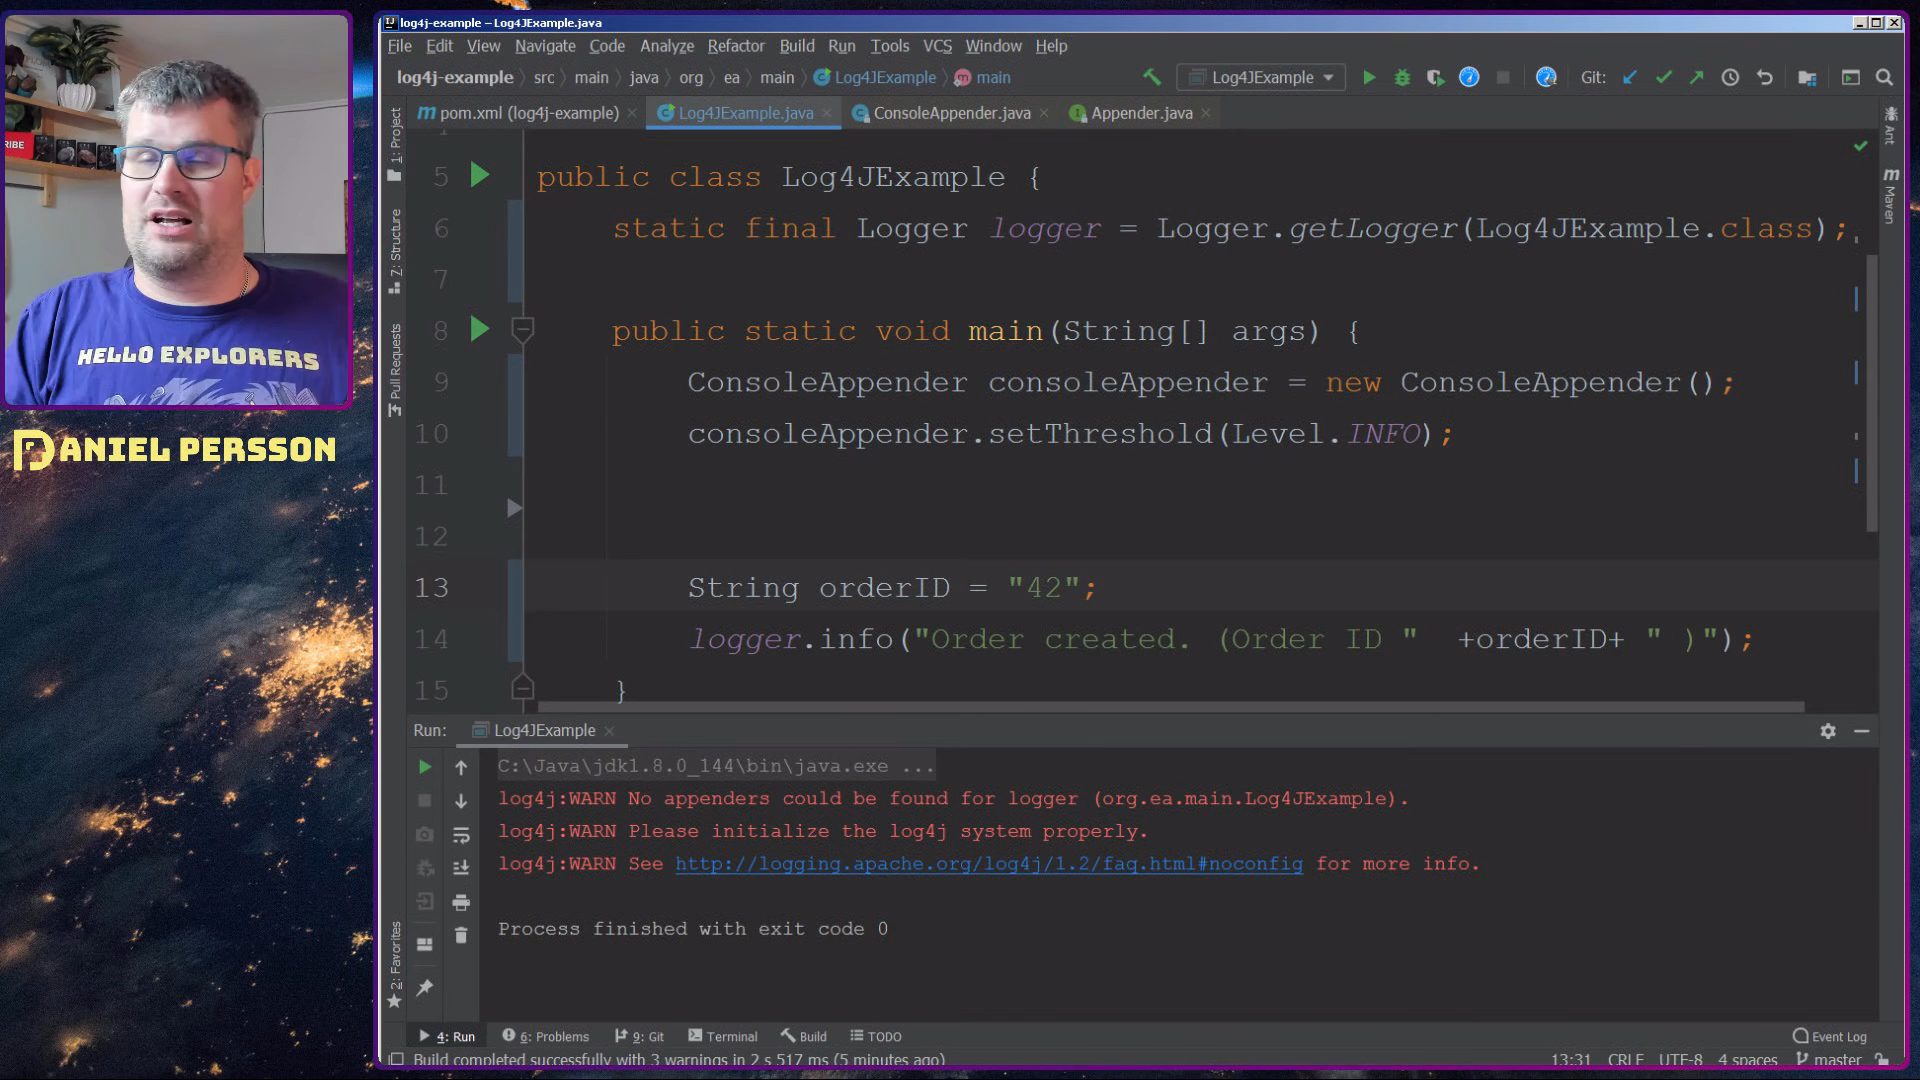 log4j-example – Log4JExample.java
File Edit View Navigate Code Analyze Refactor Build Run Tools VCS Window Help
log4j-example src main java org ea main Log4JExample main
Log4JExample
Git:
pom.xml (log4j-example)
Log4JExample.java
ConsoleAppender.java
Appender.java
1: Project
7: Structure
Pull Requests
2: Favorites
Ant
Maven
5 public class Log4JExample {
6 static final Logger logger = Logger.getLogger(Log4JExample.class);
7
8 public static void main(String[] args) {
9 ConsoleAppender consoleAppender = new ConsoleAppender();
10 consoleAppender.setThreshold(Level.INFO);
11
12
13 String orderID = "42";
14 logger.info("Order created. (Order ID " +orderID+ " )");
15 }
Run: Log4JExample
C:\Java\jdk1.8.0_144\bin\java.exe ...
log4j:WARN No appenders could be found for logger (org.ea.main.Log4JExample).
log4j:WARN Please initialize the log4j system properly.
log4j:WARN See http://logging.apache.org/log4j/1.2/faq.html#noconfig for more info.
Process finished with exit code 0
4: Run 6: Problems 9: Git Terminal Build TODO Event Log
Build completed successfully with 3 warnings in 2 s 517 ms (5 minutes ago) 13:31 CRLF UTF-8 4 spaces master
RIBE
HELLO EXPLORERS
DANIEL PERSSON